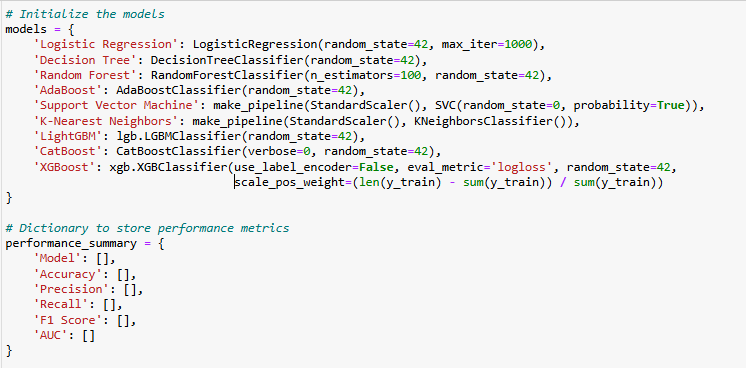 # Initialize the models
models = {
    'Logistic Regression': LogisticRegression(random_state=42, max_iter=1000),
    'Decision Tree': DecisionTreeClassifier(random_state=42),
    'Random Forest': RandomForestClassifier(n_estimators=100, random_state=42),
    'AdaBoost': AdaBoostClassifier(random_state=42),
    'Support Vector Machine': make_pipeline(StandardScaler(), SVC(random_state=0, probability=True)),
    'K-Nearest Neighbors': make_pipeline(StandardScaler(), KNeighborsClassifier()),
    'LightGBM': lgb.LGBMClassifier(random_state=42),
    'CatBoost': CatBoostClassifier(verbose=0, random_state=42),
    'XGBoost': xgb.XGBClassifier(use_label_encoder=False, eval_metric='logloss', random_state=42,
                                 scale_pos_weight=(len(y_train) - sum(y_train)) / sum(y_train))
}
# Dictionary to store performance metrics
performance_summary = {
    'Model': [],
    'Accuracy': [],
    'Precision': [],
    'Recall': [],
    'F1 Score': [],
    'AUC': []
}